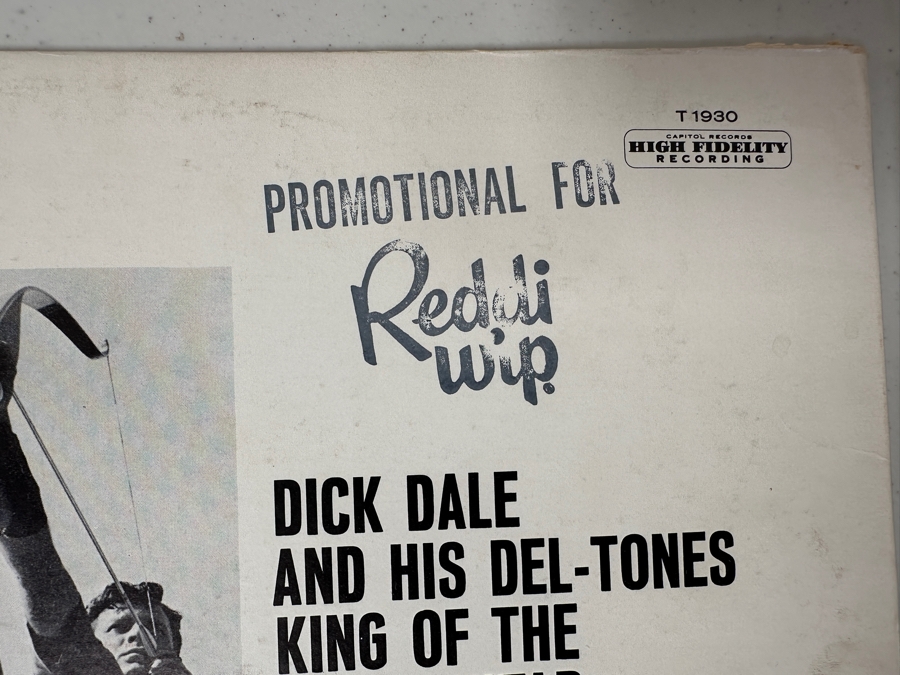 T 1930
CAPITOL RECORDS
HIGH FIDELITY
RECORDING
PROMOTIONAL FOR
Reddi
wip
DICK DALE
AND HIS DEL-TONES
KING OF THE